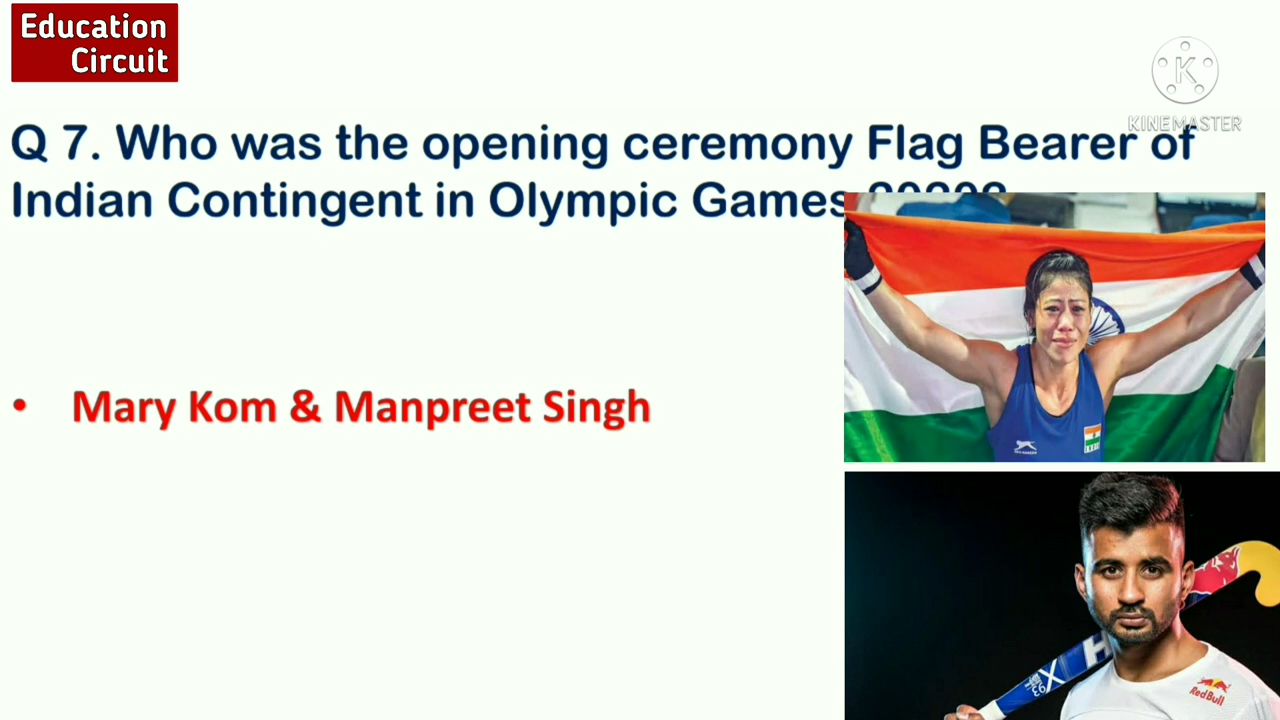 Education
Circuit
KINEMASTER
Q 7. Who was the opening ceremony Flag Bearer of
Indian Contingent in Olympic Games 2020?
• Mary Kom & Manpreet Singh
RedBull